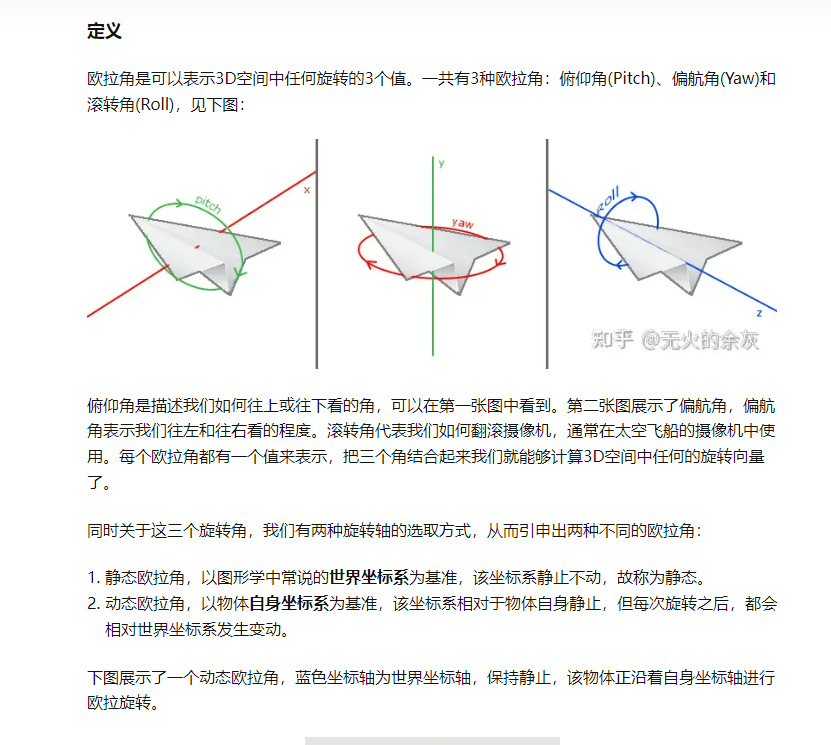 定义
欧拉角是可以表示3D空间中任何旋转的3个值。一共有3种欧拉角：俯仰角(Pitch)、偏航角(Yaw)和
滚转角(Roll)，见下图：
pitch
x
y
yaw
Roll
z
知乎 @无火的余灰
俯仰角是描述我们如何往上或往下看的角，可以在第一张图中看到。第二张图展示了偏航角，偏航
角表示我们往左和往右看的程度。滚转角代表我们如何翻滚摄像机，通常在太空飞船的摄像机中使
用。每个欧拉角都有一个值来表示，把三个角结合起来我们就能够计算3D空间中任何的旋转向量
了。
同时关于这三个旋转角，我们有两种旋转轴的选取方式，从而引申出两种不同的欧拉角：
1. 静态欧拉角，以图形学中常说的世界坐标系为基准，该坐标系静止不动，故称为静态。
2. 动态欧拉角，以物体自身坐标系为基准，该坐标系相对于物体自身静止，但每次旋转之后，都会
相对世界坐标系发生变动。
下图展示了一个动态欧拉角，蓝色坐标轴为世界坐标轴，保持静止，该物体正沿着自身坐标轴进行
欧拉旋转。